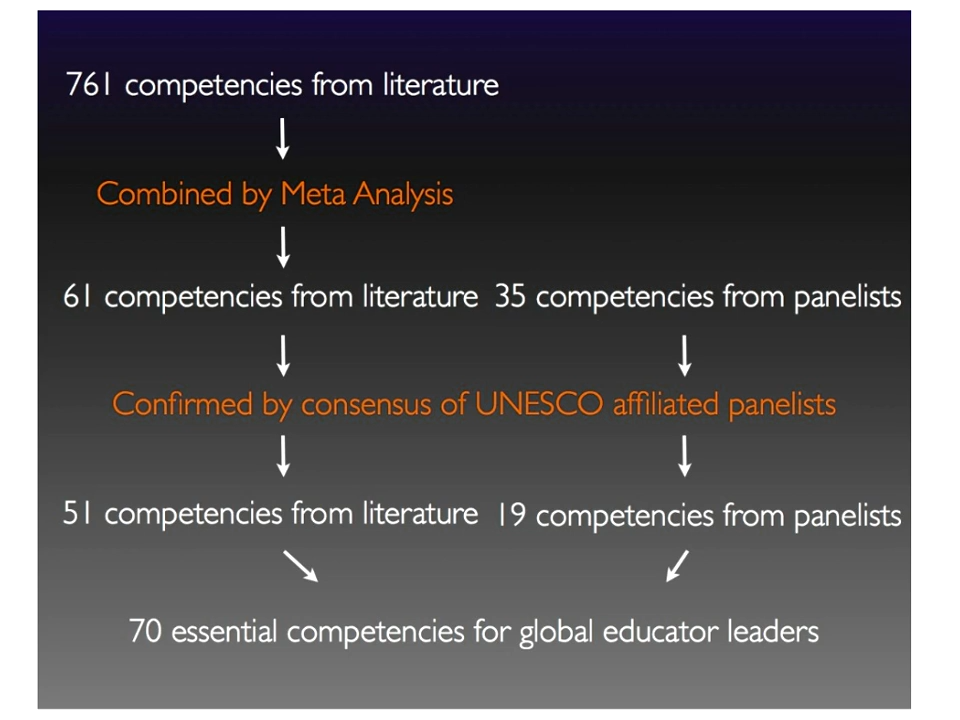 761 competencies from literature
Combined by Meta Analysis
61 competencies from literature 35 competencies from panelists
Confirmed by consensus of UNESCO affiliated panelists
51 competencies from literature 19 competencies from panelists
70 essential competencies for global educator leaders